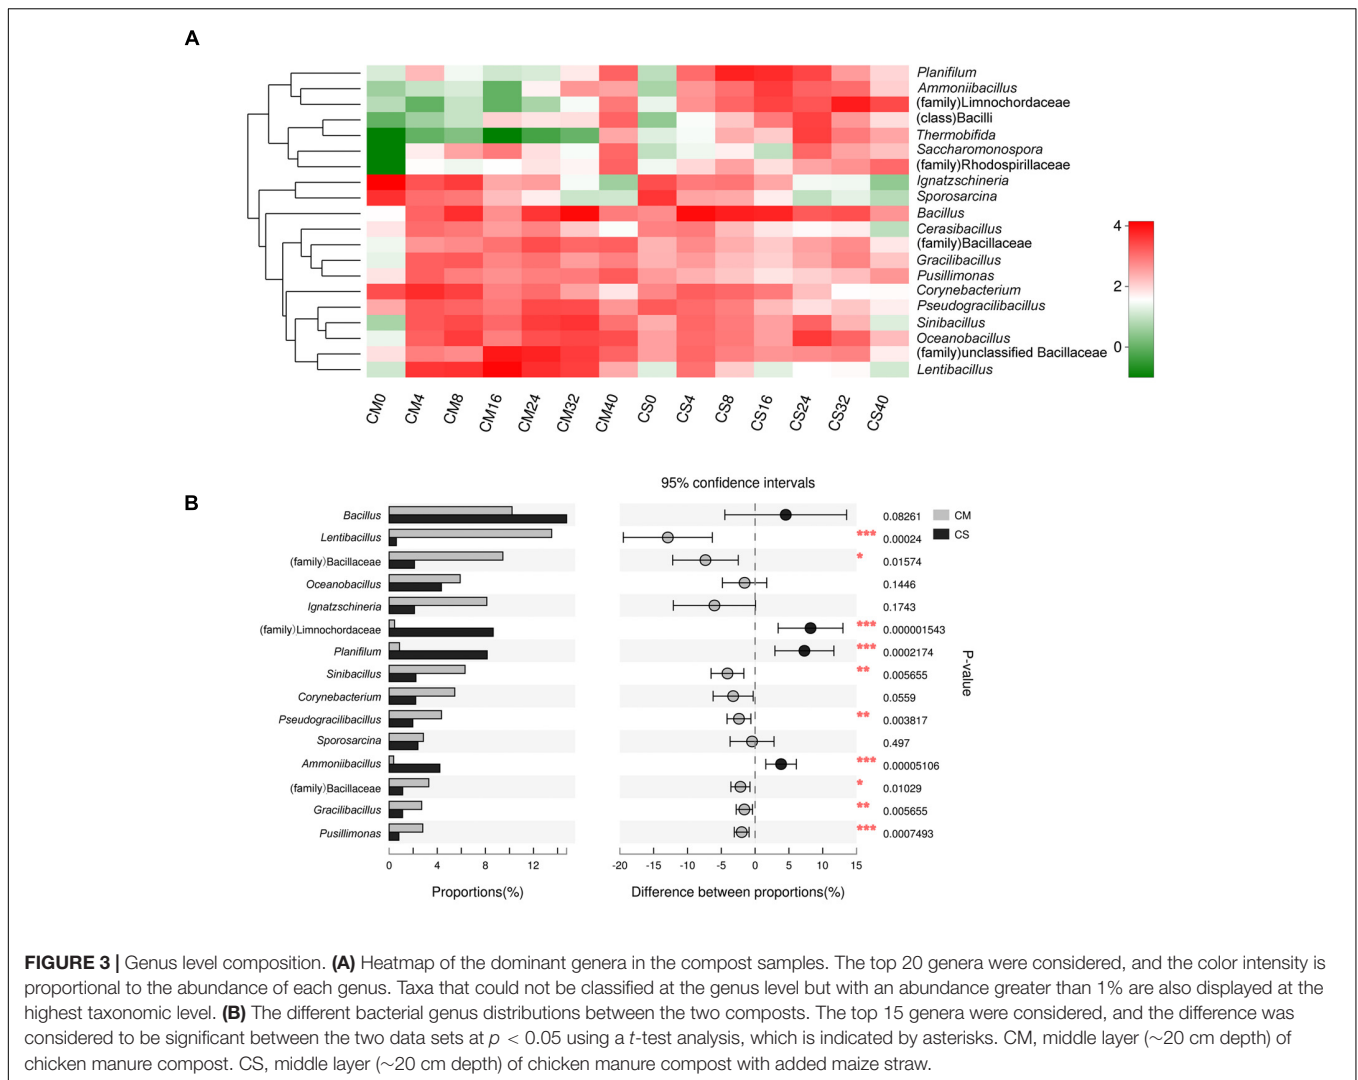 A
Planifilum
Ammoniibacillus
(family)Limnochordaceae
(class)Bacilli
Thermobifida
Saccharomonospora
(family)Rhodospirillaceae
Ignatzschineria
Sporosarcina
Bacillus
Cerasibacillus
(family)Bacillaceae
Gracilibacillus
Pusillimonas
Corynebacterium
Pseudogracilibacillus
Sinibacillus
Oceanobacillus
(family)unclassified Bacillaceae
Lentibacillus
4
2
0
CM0 CM4 CM8 CM16 CM24 CM32 CM40 CS0 CS4 CS8 CS16 CS24 CS32 CS40
B
95% confidence intervals
CM
CS
Bacillus 0.08261
Lentibacillus *** 0.00024
(family)Bacillaceae * 0.01574
Oceanobacillus 0.1446
Ignatzschineria 0.1743
(family)Limnochordaceae *** 0.000001543
Planifilum *** 0.0002174
Sinibacillus ** 0.005655
Corynebacterium 0.0559
Pseudogracilibacillus ** 0.003817
Sporosarcina 0.497
Ammoniibacillus *** 0.00005106
(family)Bacillaceae * 0.01029
Gracilibacillus ** 0.005655
Pusillimonas *** 0.0007493
P-value
0 4 8 12 -20 -15 -10 -5 0 5 10 15
Proportions(%) Difference between proportions(%)
FIGURE 3 | Genus level composition. (A) Heatmap of the dominant genera in the compost samples. The top 20 genera were considered, and the color intensity is
proportional to the abundance of each genus. Taxa that could not be classified at the genus level but with an abundance greater than 1% are also displayed at the
highest taxonomic level. (B) The different bacterial genus distributions between the two composts. The top 15 genera were considered, and the difference was
considered to be significant between the two data sets at p < 0.05 using a t-test analysis, which is indicated by asterisks. CM, middle layer (∼20 cm depth) of
chicken manure compost. CS, middle layer (∼20 cm depth) of chicken manure compost with added maize straw.